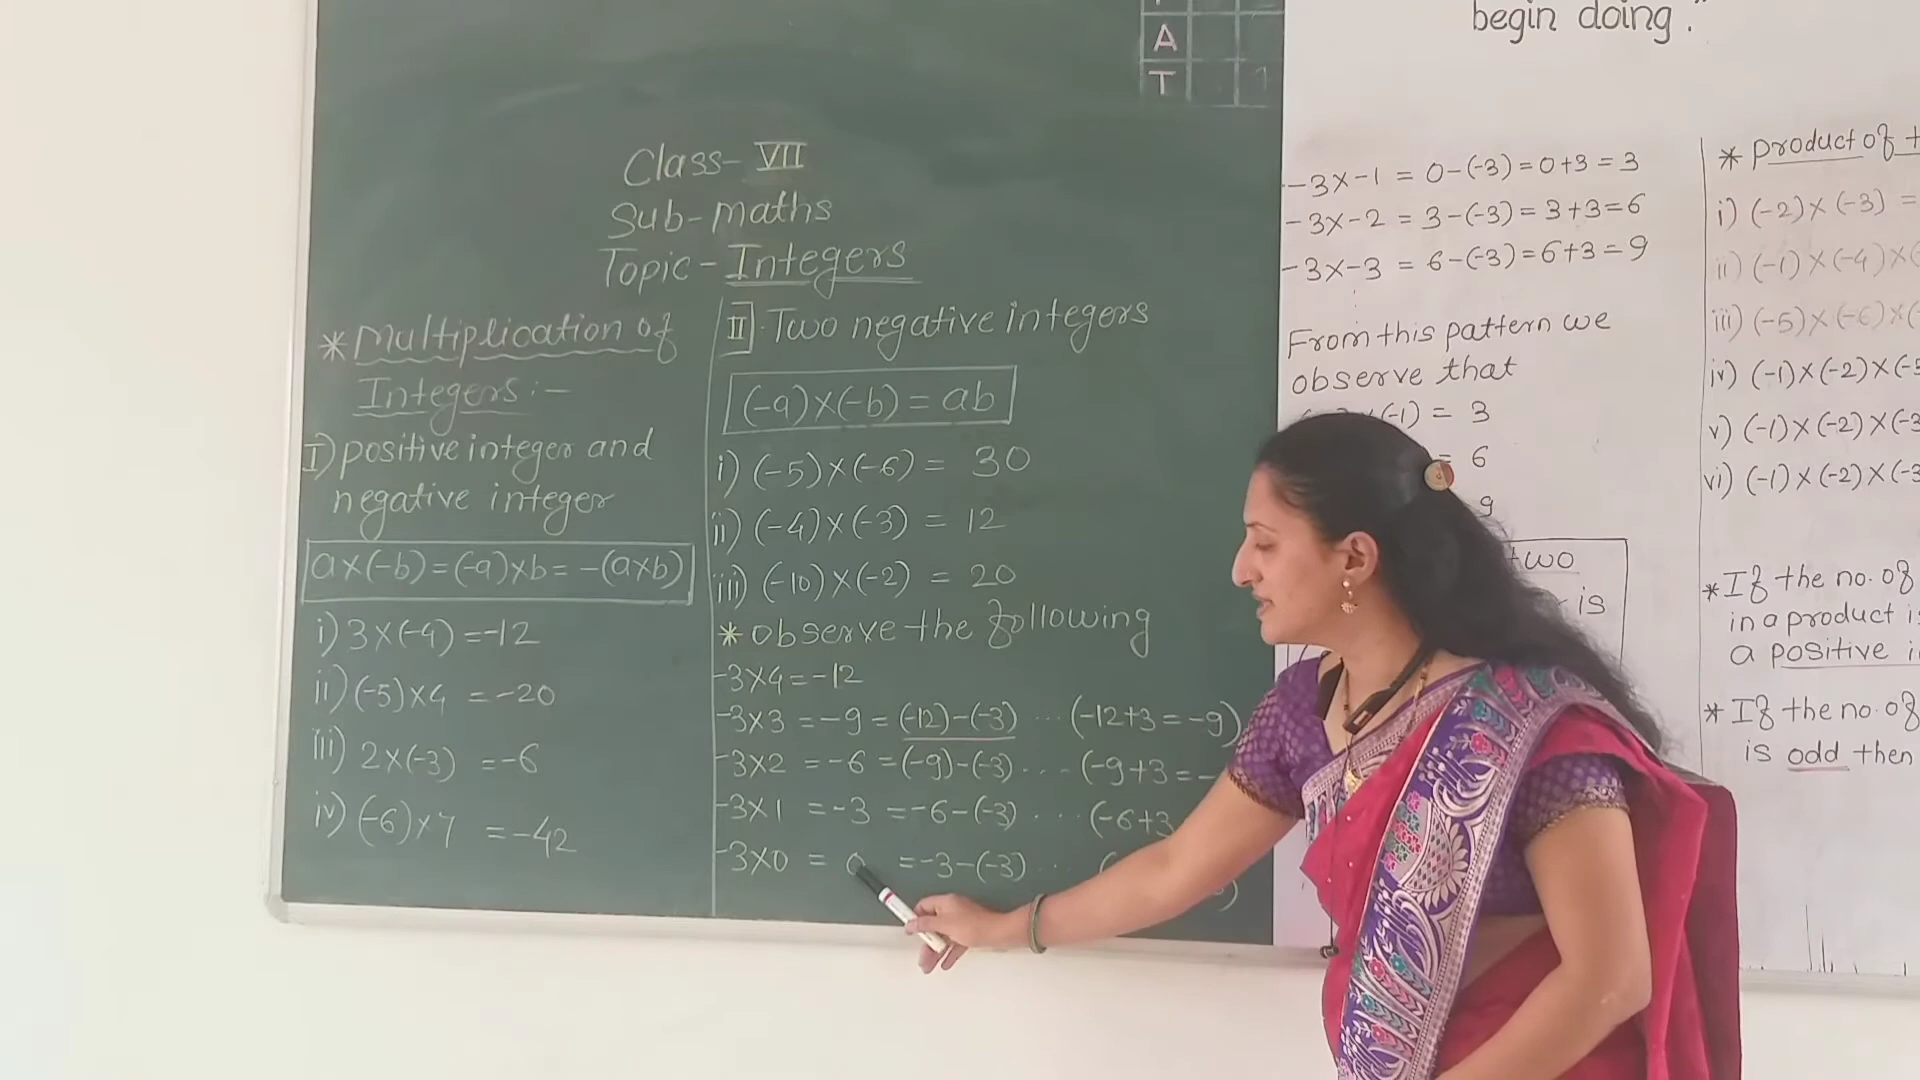 begin doing."
A
T
Class- VII
Sub- maths
Topic - Integers
* Multiplication of
Integers :-
I) positive integer and
negative integer
a×(-b)=(-a)×b=-(a×b)
i) 3×(-4)=-12
ii) (-5)×4 =-20
iii) 2×(-3) =-6
iv) (-6)×7 =-42
II. Two negative integers
(-a)×(-b)= ab
i) (-5)×(-6)= 30
ii) (-4)×(-3) = 12
iii) (-10)×(-2) = 20
* observe the following
-3×4=-12
-3×3 =-9=(-12)-(-3) ... (-12+3=-9)
-3×2 =-6 =(-9)-(-3)... (-9+3=-
-3×1 =-3 =-6-(-3) ... (-6+3
-3×0 = 0 =-3-(-3) ... (
-3×-1 = 0-(-3)=0+3=3
-3×-2 = 3-(-3)=3+3=6
-3×-3 = 6-(-3)=6+3=9
From this pattern we
observe that
(-1) = 3
= 6
9
two
is
* product of t
i) (-2)×(-3) =
ii) (-1)×(-4)×(
iii) (-5)×(-6)×(
iv) (-1)×(-2)×(-
v) (-1)×(-2)×(-3
vi) (-1)×(-2)×(-3
* If the no. of
in a product i
a positive i
* If the no. of
is odd then